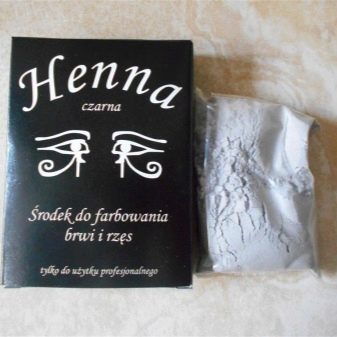 Henna
czarna
Środek do farbowania
brwi i rzęs
tylko do użytku profesjonalnego